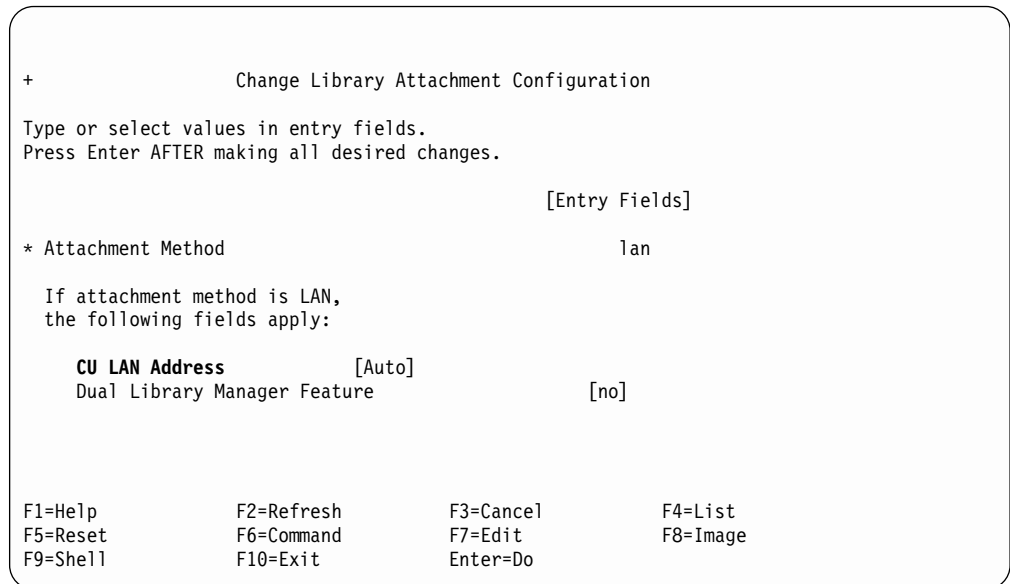 + Change Library Attachment Configuration
Type or select values in entry fields.
Press Enter AFTER making all desired changes.
[Entry Fields]
* Attachment Method lan
If attachment method is LAN,
the following fields apply:
CU LAN Address [Auto]
Dual Library Manager Feature [no]
F1=Help F2=Refresh F3=Cancel F4=List
F5=Reset F6=Command F7=Edit F8=Image
F9=Shell F10=Exit Enter=Do